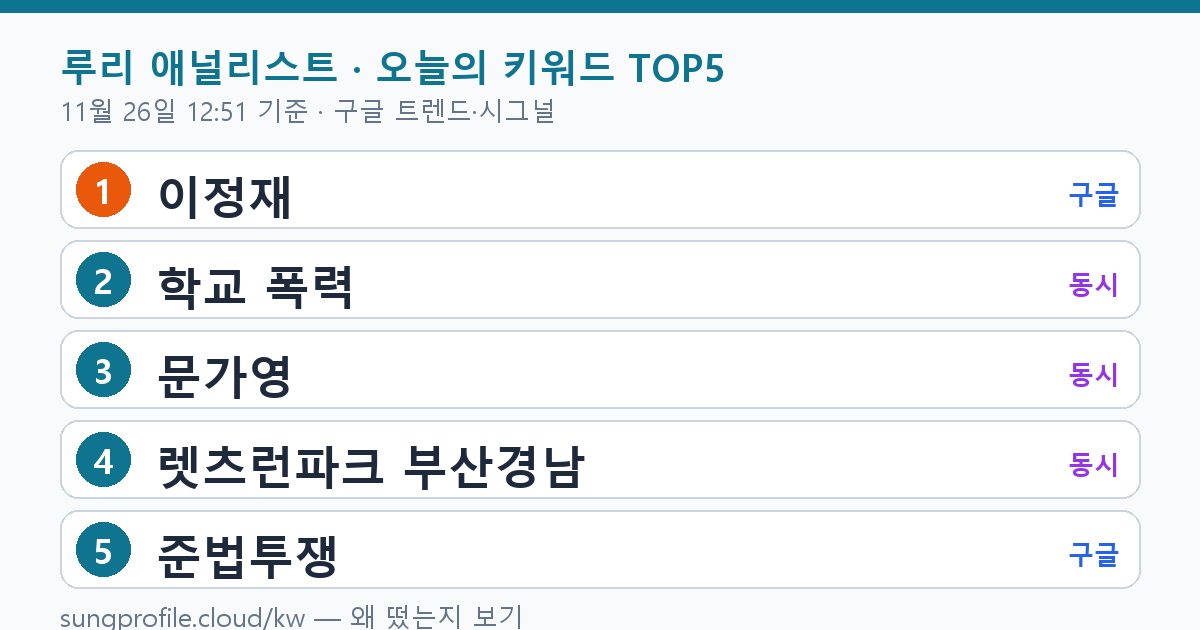 루리 애널리스트 · 오늘의 키워드 TOP5
11월 26일 12:51 기준 · 구글 트렌드·시그널
1 이정재 구글
2 학교 폭력 동시
3 문가영 동시
4 렛츠런파크 부산경남 동시
5 준법투쟁 구글
sungprofile.cloud/kw — 왜 떴는지 보기